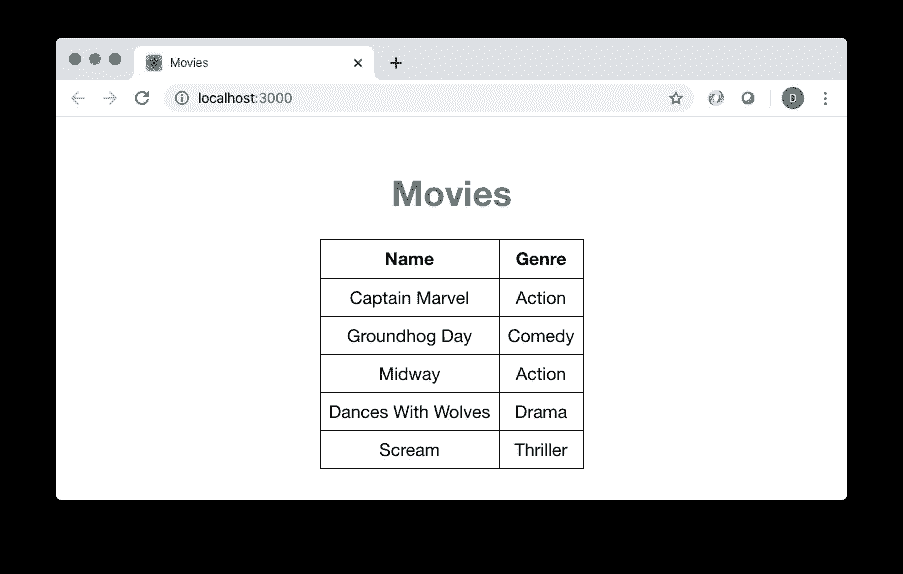 Movies
localhost:3000
D
Movies
Name Genre
Captain Marvel Action
Groundhog Day Comedy
Midway Action
Dances With Wolves Drama
Scream Thriller